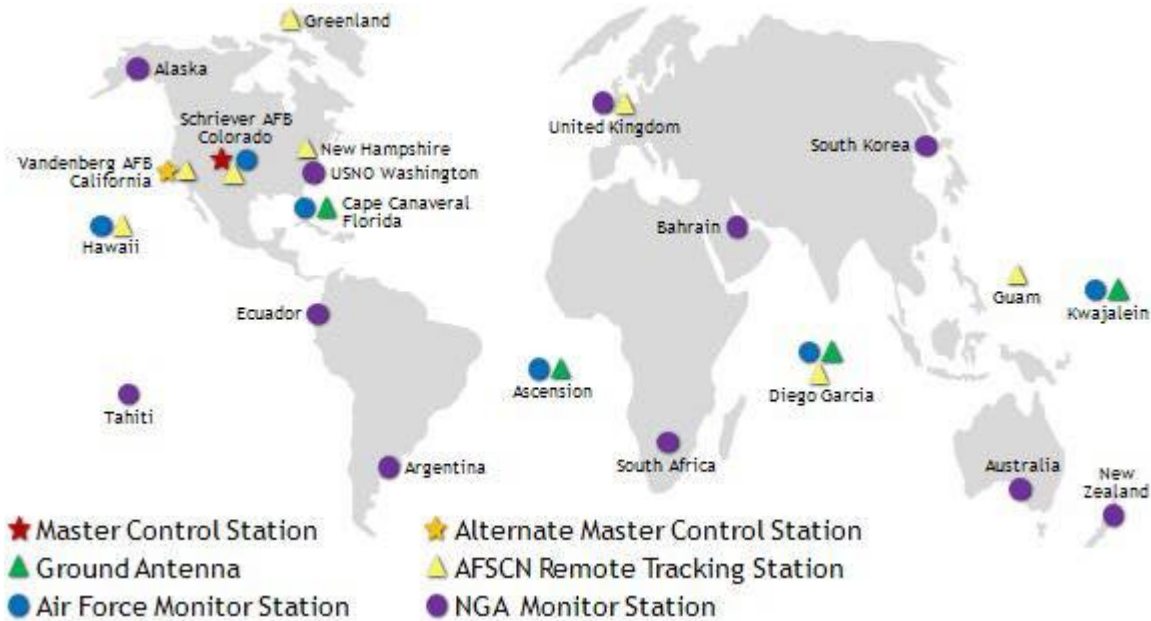 Greenland
Alaska
Schriever AFB
Colorado
United Kingdom
New Hampshire
South Korea
Vandenberg AFB
California
USNO Washington
Cape Canaveral
Florida
Bahrain
Hawaii
Guam
Kwajalein
Ecuador
Ascension
Diego Garcia
Tahiti
Argentina
South Africa
Australia
New
Zealand
Master Control Station
Alternate Master Control Station
Ground Antenna
AFSCN Remote Tracking Station
Air Force Monitor Station
NGA Monitor Station